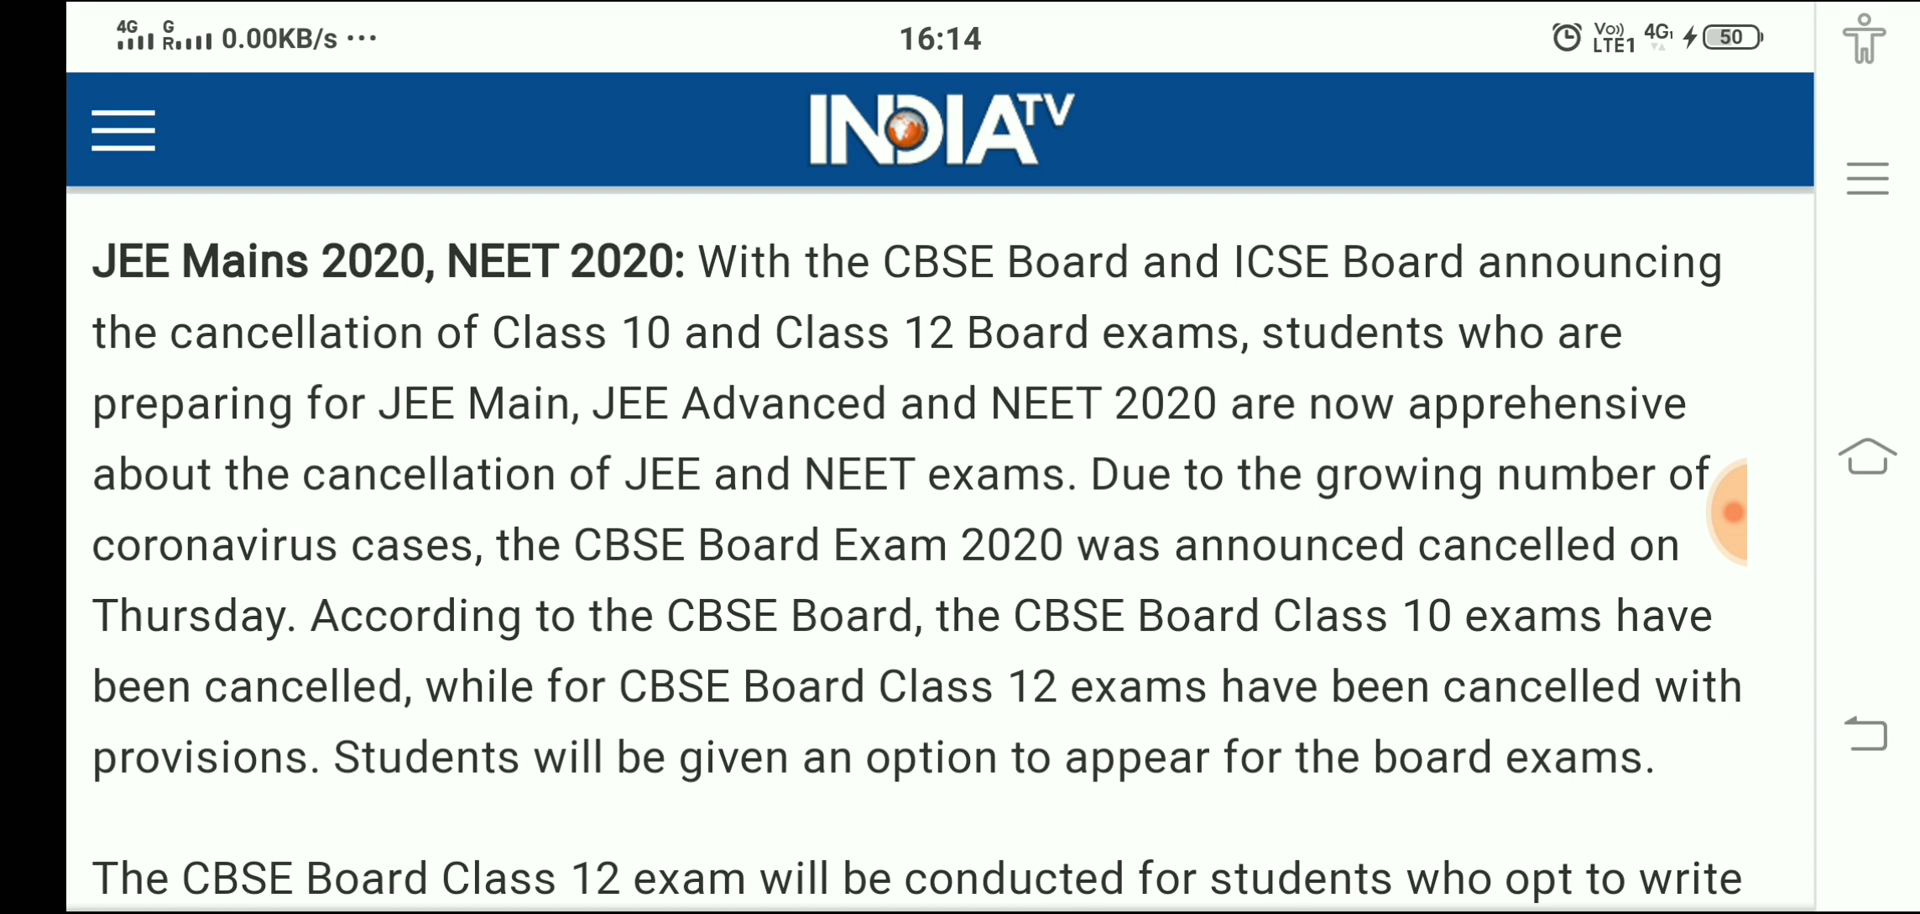 4G G R 0.00KB/s ··· 16:14 Vo)) LTE1 4G1 50
INDIA TV
JEE Mains 2020, NEET 2020: With the CBSE Board and ICSE Board announcing
the cancellation of Class 10 and Class 12 Board exams, students who are
preparing for JEE Main, JEE Advanced and NEET 2020 are now apprehensive
about the cancellation of JEE and NEET exams. Due to the growing number of
coronavirus cases, the CBSE Board Exam 2020 was announced cancelled on
Thursday. According to the CBSE Board, the CBSE Board Class 10 exams have
been cancelled, while for CBSE Board Class 12 exams have been cancelled with
provisions. Students will be given an option to appear for the board exams.
The CBSE Board Class 12 exam will be conducted for students who opt to write